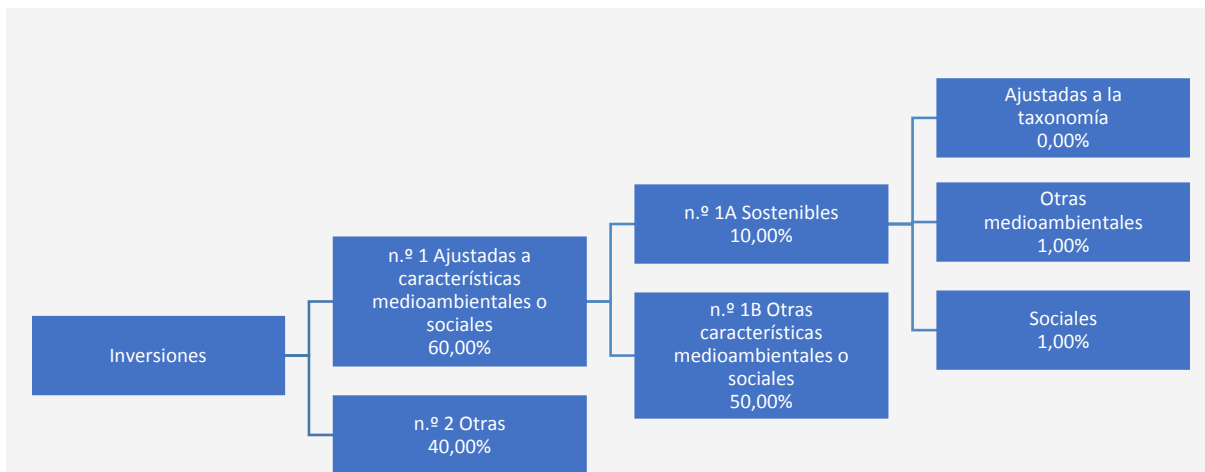 Inversiones
n.º 1 Ajustadas a
características
medioambientales o
sociales
60,00%
n.º 2 Otras
40,00%
n.º 1A Sostenibles
10,00%
n.º 1B Otras
características
medioambientales o
sociales
50,00%
Ajustadas a la
taxonomía
0,00%
Otras
medioambientales
1,00%
Sociales
1,00%